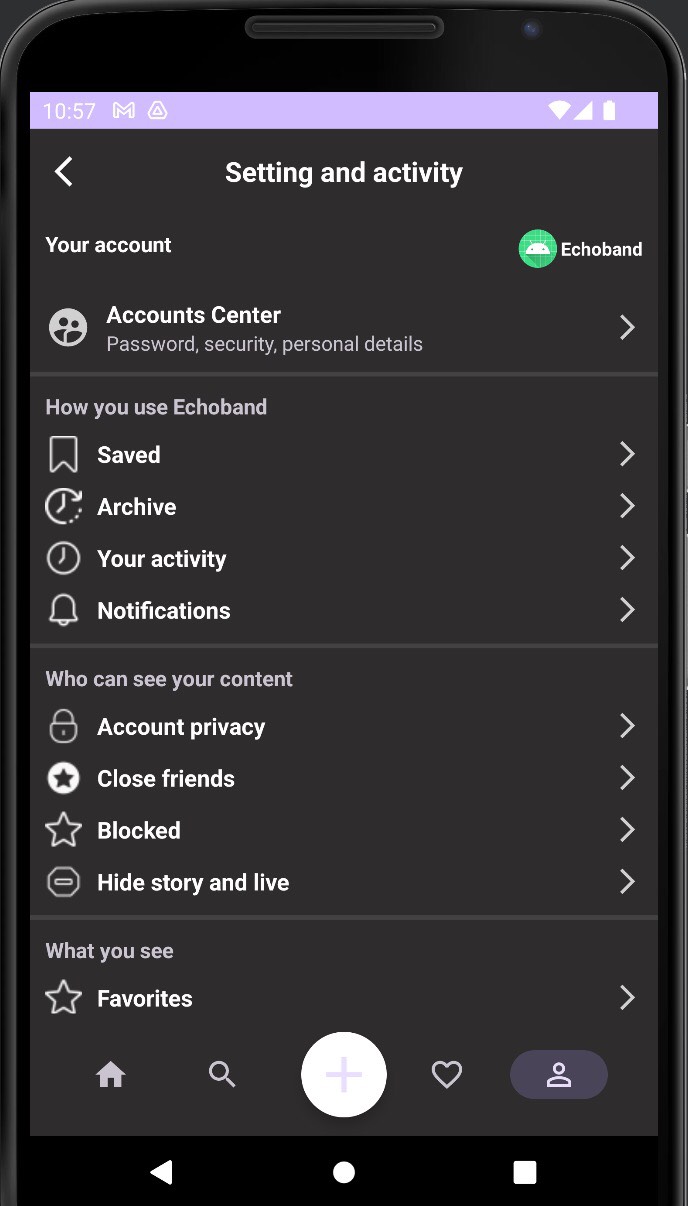 10:57
Setting and activity
Your account
Echoband
Accounts Center
Password, security, personal details
How you use Echoband
Saved
Archive
Your activity
Notifications
Who can see your content
Account privacy
Close friends
Blocked
Hide story and live
What you see
Favorites